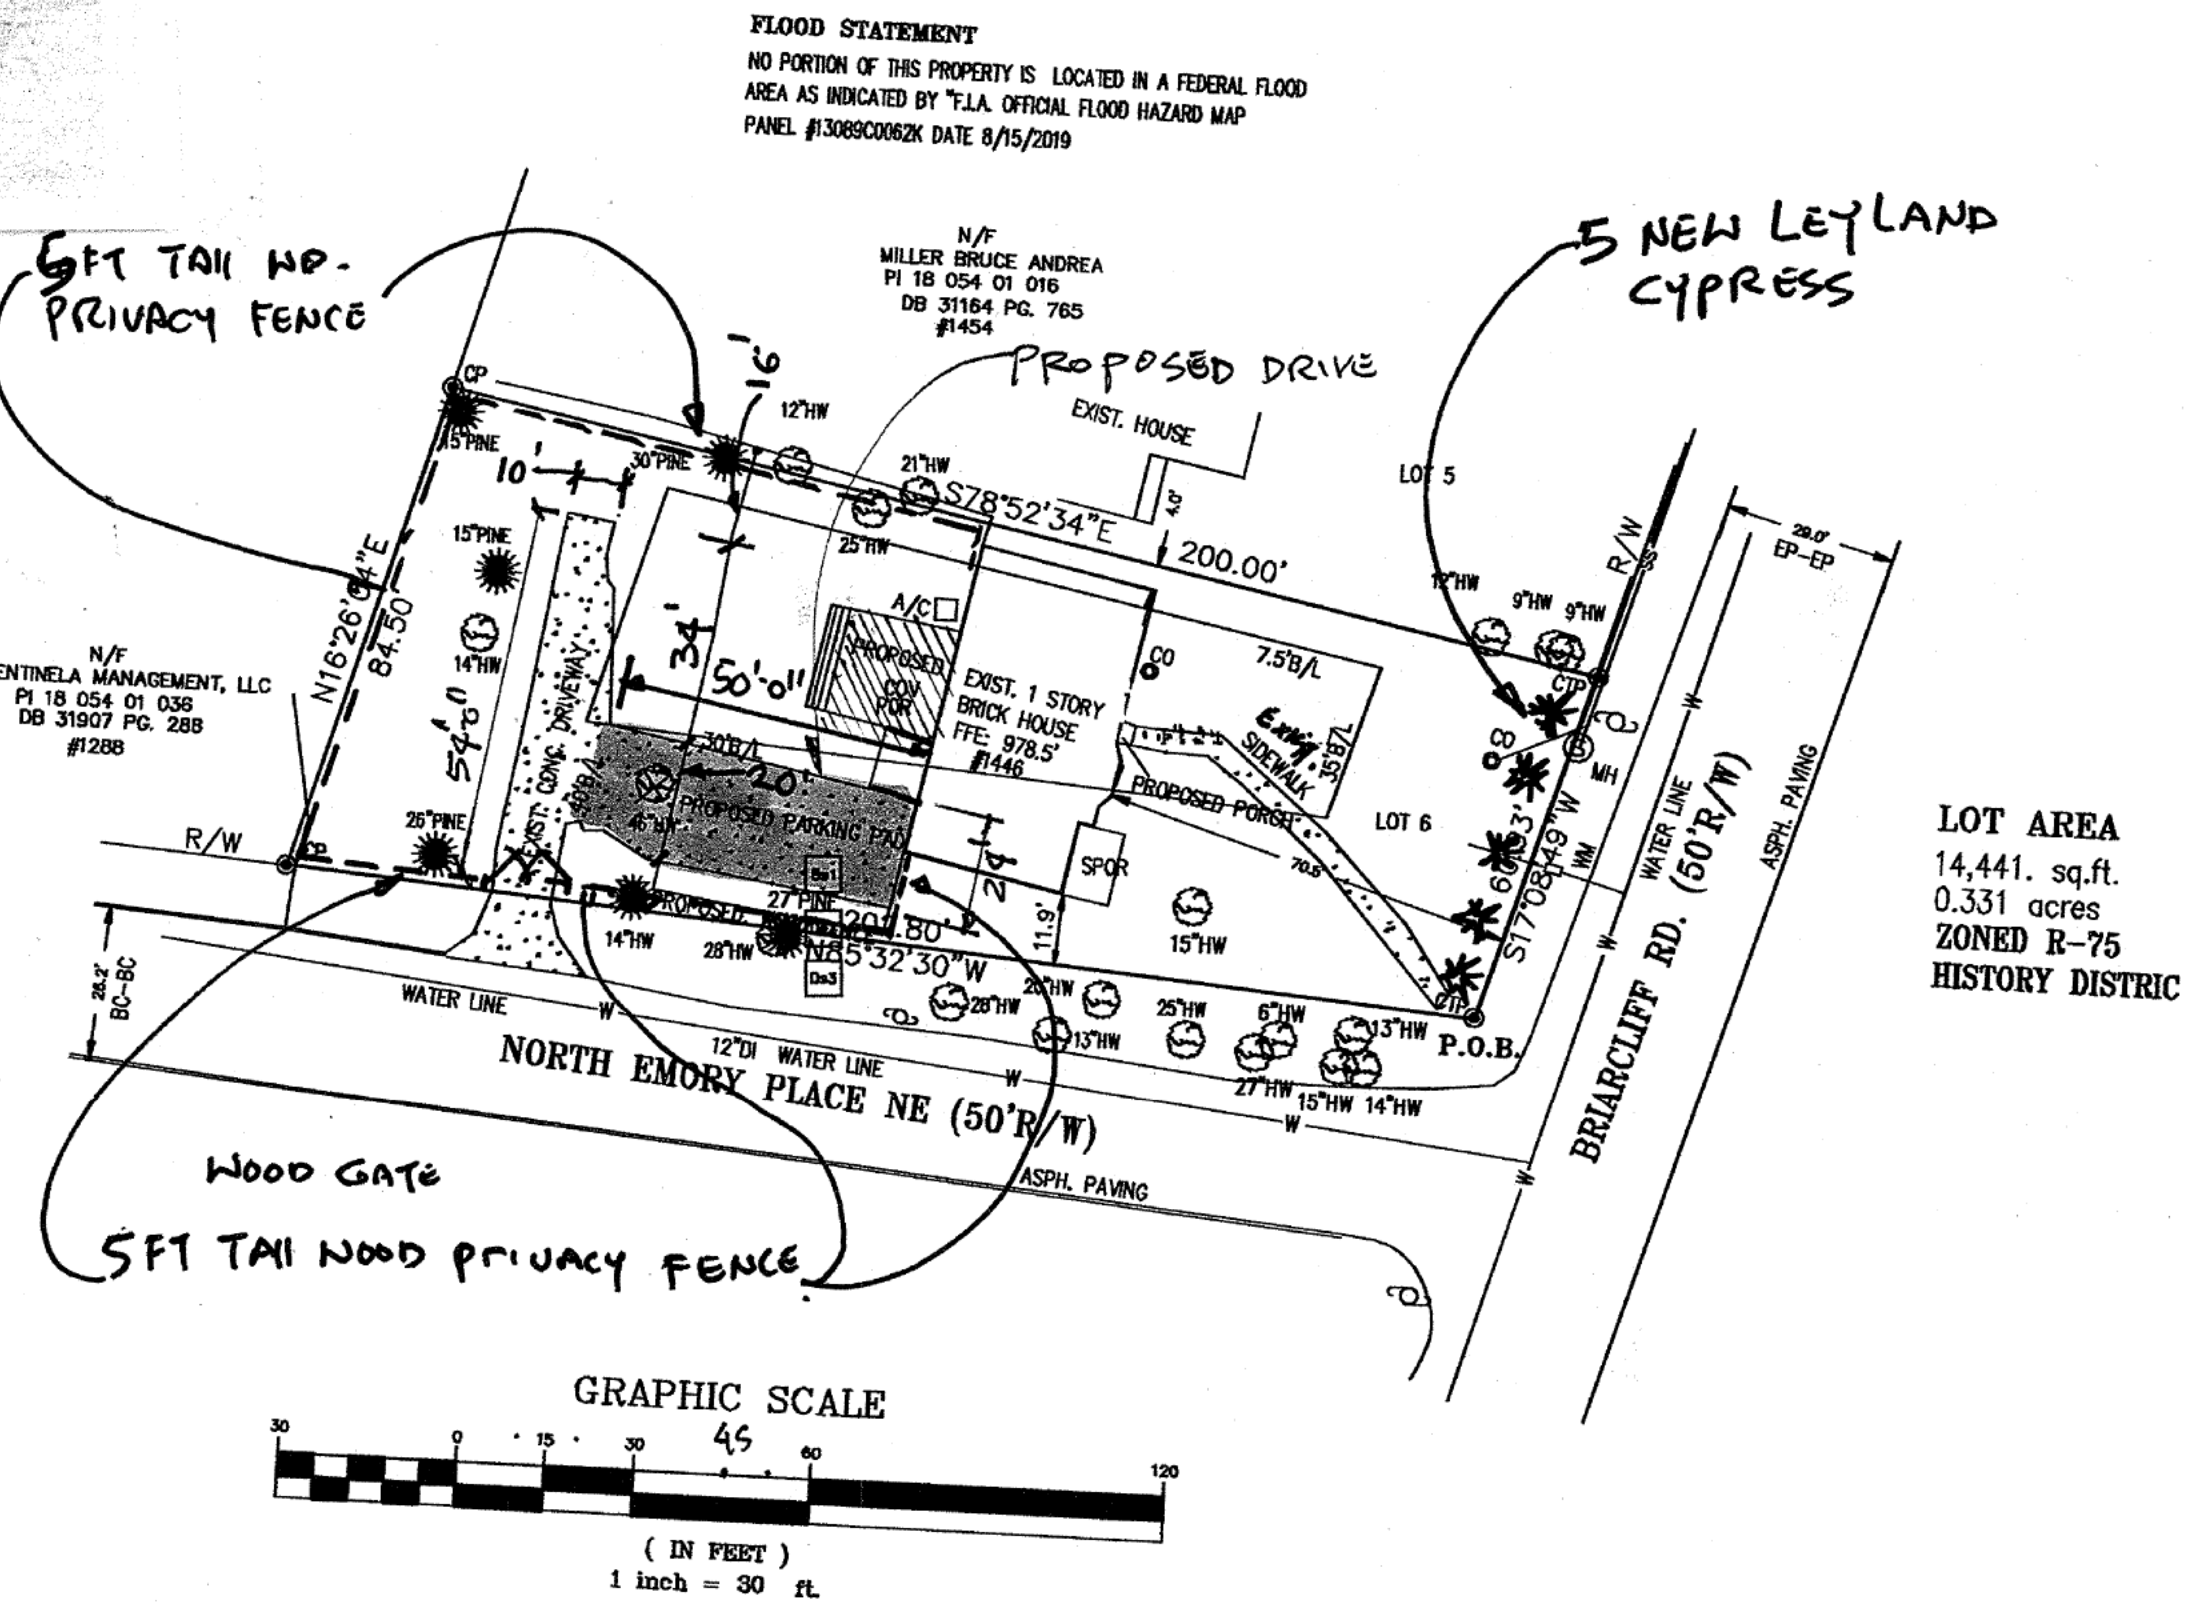 FLOOD STATEMENT
NO PORTION OF THIS PROPERTY IS LOCATED IN A FEDERAL FLOOD
AREA AS INDICATED BY "F.I.A. OFFICIAL FLOOD HAZARD MAP
PANEL #13089C0062K DATE 8/15/2019
5FT TAll WD.
PRIVACY FENCE
N/F
MILLER BRUCE ANDREA
PI 18 054 01 016
DB 31164 PG. 765
#1454
5 NEW LEYLAND
CYPRESS
PROPOSED DRIVE
EXIST. HOUSE
LOT 5
CP
15"PINE
10'
30"PINE
16'
12"HW
21"HW
25"HW
S78°52'34"E
200.00'
4.0'
R/W
29.0'
EP-EP
15"PINE
14"HW
N16°26'04"E
84.50'
54'-0"
N/F
ENTINELA MANAGEMENT, LLC
PI 18 054 01 036
DB 31907 PG. 288
#1288
EXIST. CONC. DRIVEWAY
34'
50'-0"
A/C
PROPOSED
COV
POR
EXIST. 1 STORY
BRICK HOUSE
FFE: 978.5'
#1446
CO
7.5'B/L
12"HW
9"HW
9"HW
CTP
Exist.
SIDEWALK
35'B/L
CO
MH
30'B/L
40'B/L
20'
PROPOSED PARKING PAD
46"HW
PROPOSED PORCH
LOT 6
70.5
SPOR
24'
11.9'
15"HW
S17°08'49"W
WM
WATER LINE
W
W
BRIARCLIFF RD. (50'R/W)
ASPH. PAVING
LOT AREA
14,441. sq.ft.
0.331 acres
ZONED R-75
HISTORY DISTRIC
R/W
CP
26"PINE
27"PINE
PROPOSED
14"HW
28"HW
N85°32'30"W
Ds3
26.2'
BC-BC
WATER LINE
W
28"HW
13"HW
25"HW
6"HW
27"HW
13"HW
15"HW
14"HW
CTP
P.O.B.
12"DI WATER LINE
W
W
W
NORTH EMORY PLACE NE (50'R/W)
ASPH. PAVING
WOOD GATE
5FT TAll WOOD PrIVACY FENCE
GRAPHIC SCALE
30 0 15 30 45 60 120
( IN FEET )
1 inch = 30 ft.